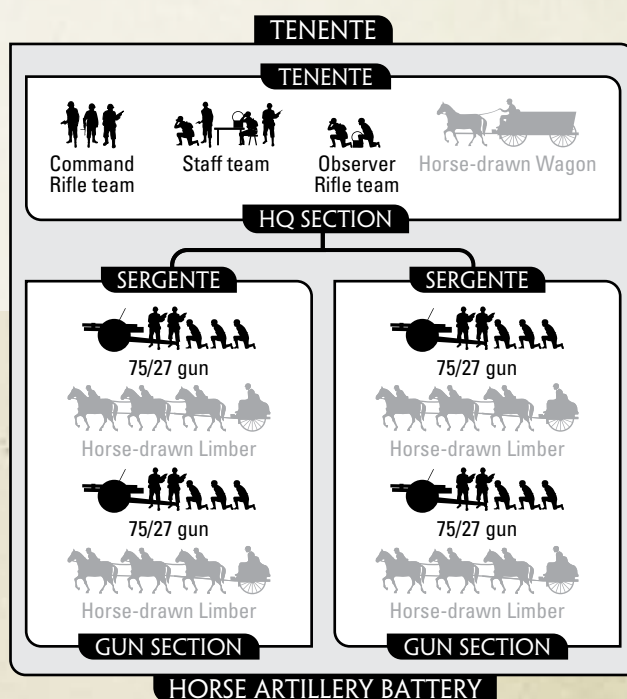 TENENTE
TENENTE
Command
Rifle team
Staff team
Observer
Rifle team
Horse-drawn Wagon
HQ SECTION
SERGENTE
75/27 gun
Horse-drawn Limber
75/27 gun
Horse-drawn Limber
GUN SECTION
SERGENTE
75/27 gun
Horse-drawn Limber
75/27 gun
Horse-drawn Limber
GUN SECTION
HORSE ARTILLERY BATTERY